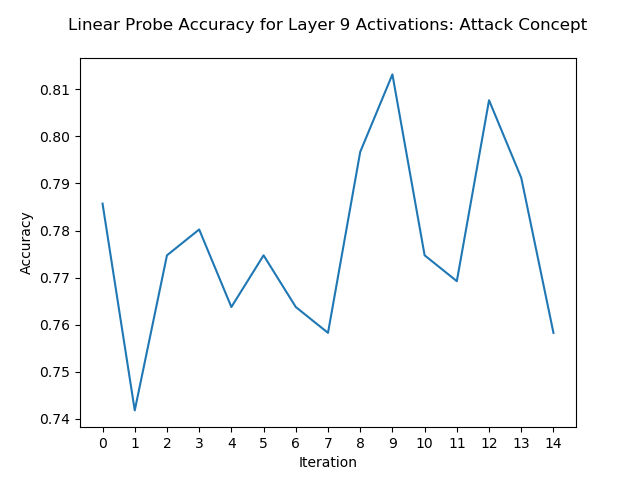 Linear Probe Accuracy for Layer 9 Activations: Attack Concept
0.81
0.80
0.79
0.78
0.77
0.76
0.75
0.74
Accuracy
0 1 2 3 4 5 6 7 8 9 10 11 12 13 14
Iteration